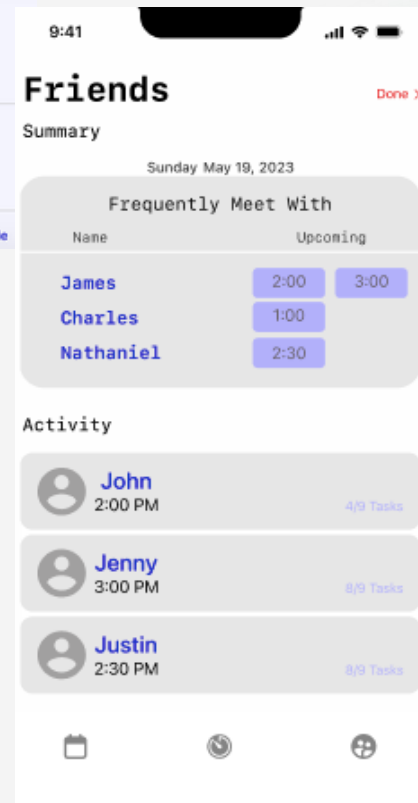 9:41
Friends
Done
Summary
Sunday May 19, 2023
Frequently Meet With
Name Upcoming
James 2:00 3:00
Charles 1:00
Nathaniel 2:30
Activity
John
2:00 PM
4/9 Tasks
Jenny
3:00 PM
8/9 Tasks
Justin
2:30 PM
8/9 Tasks